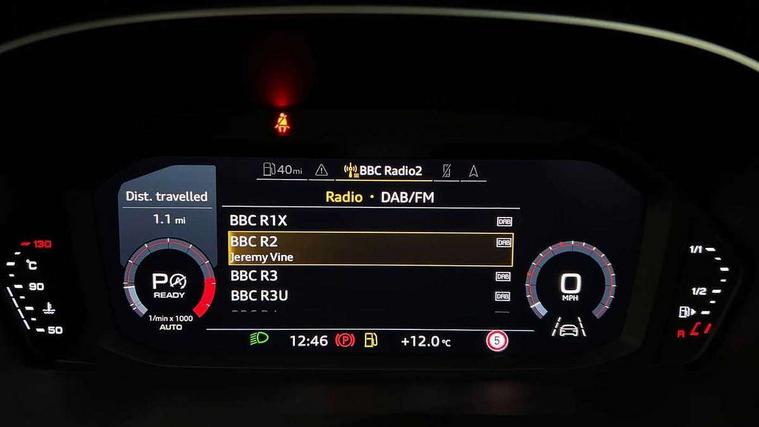 40mi
BBC Radio2
Radio · DAB/FM
Dist. travelled
1.1 mi
BBC R1X DAB
BBC R2 DAB
Jeremy Vine
BBC R3 DAB
BBC R3U DAB
P
READY
1/min x 1000
AUTO
0
MPH
130
°C
90
50
1/1
1/2
R
12:46
P
+12.0°C
5